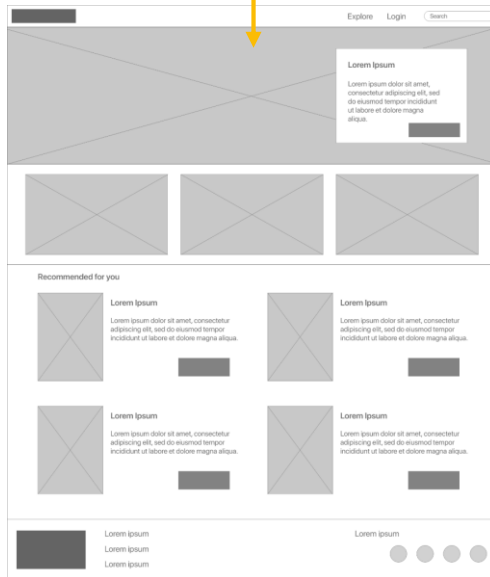 Explore Login Search
Lorem Ipsum
Lorem ipsum dolor sit amet,
consectetur adipiscing elit, sed
do eiusmod tempor incididunt
ut labore et dolore magna
aliqua.
Recommended for you
Lorem Ipsum
Lorem ipsum dolor sit amet, consectetur
adipiscing elit, sed do eiusmod tempor
incididunt ut labore et dolore magna aliqua.
Lorem Ipsum
Lorem ipsum dolor sit amet, consectetur
adipiscing elit, sed do eiusmod tempor
incididunt ut labore et dolore magna aliqua.
Lorem Ipsum
Lorem ipsum dolor sit amet, consectetur
adipiscing elit, sed do eiusmod tempor
incididunt ut labore et dolore magna aliqua.
Lorem Ipsum
Lorem ipsum dolor sit amet, consectetur
adipiscing elit, sed do eiusmod tempor
incididunt ut labore et dolore magna aliqua.
Lorem ipsum
Lorem ipsum
Lorem ipsum
Lorem ipsum